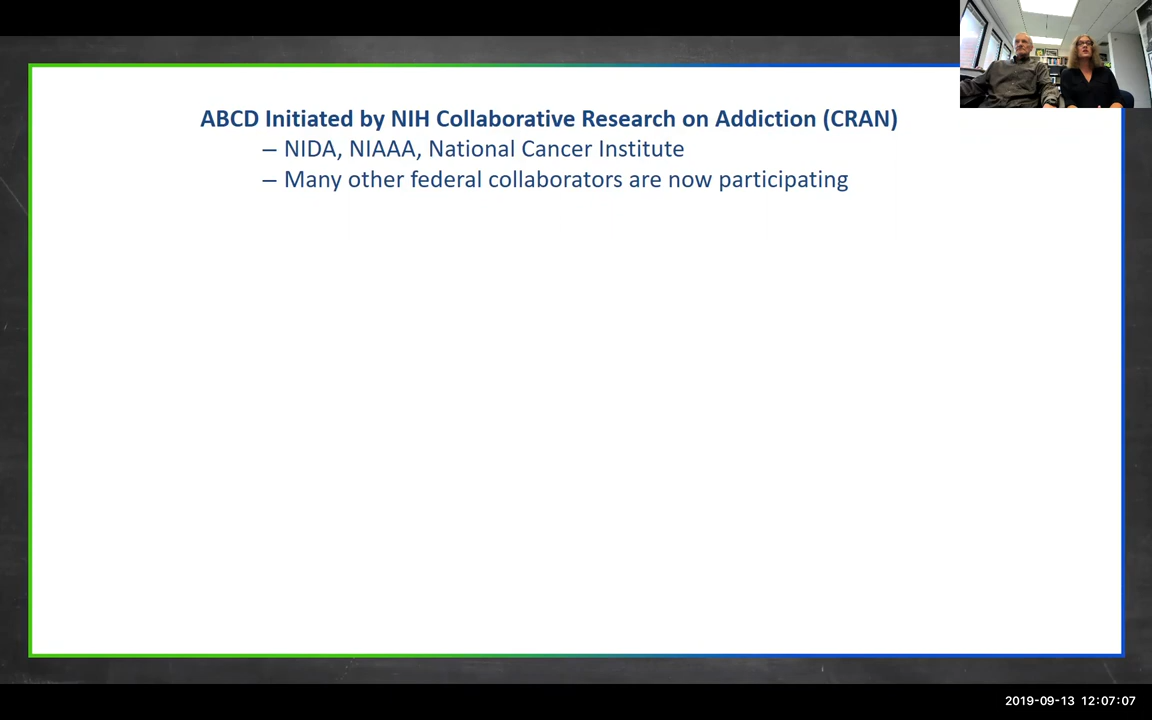 ABCD Initiated by NIH Collaborative Research on Addiction (CRAN)
– NIDA, NIAAA, National Cancer Institute
– Many other federal collaborators are now participating
2019-09-13 12:07:07